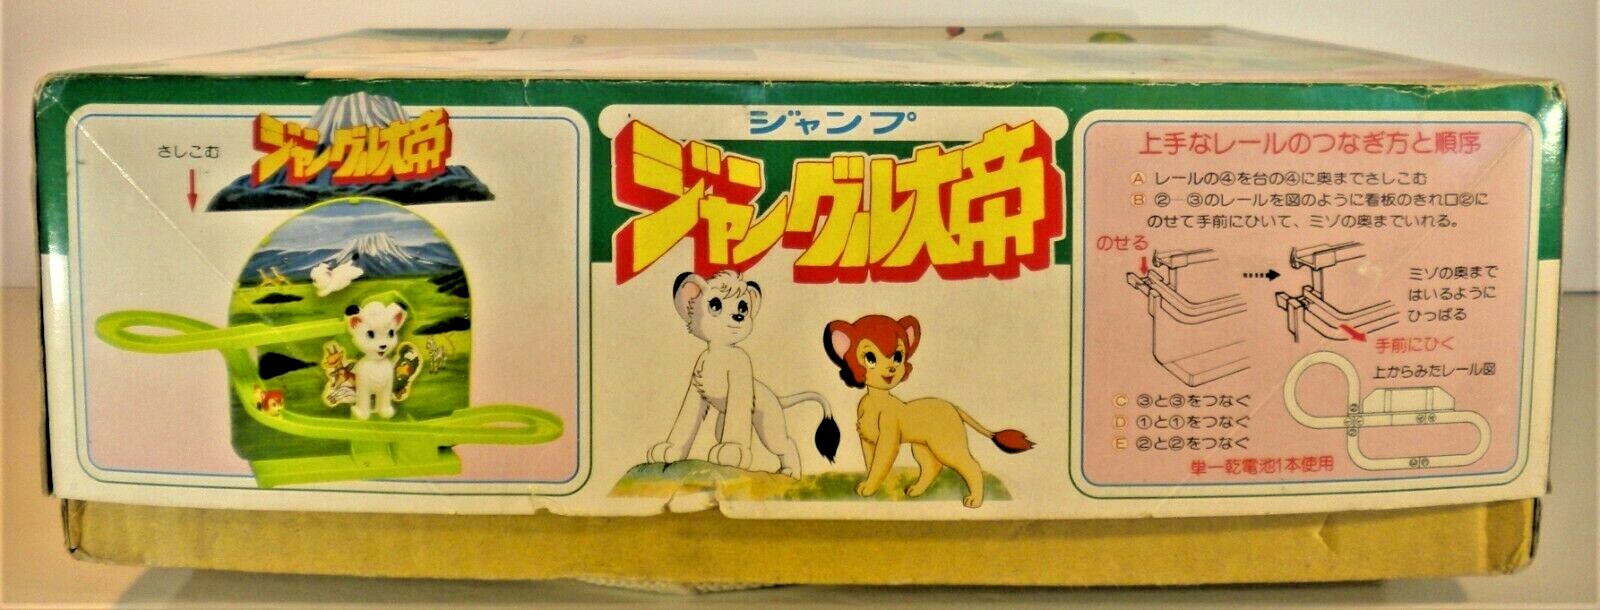 ジャングル大帝
さしこむ
ジャンプ
ジャングル大帝
上手なレールのつなぎ方と順序
Ⓐ レールの④を台の④に奥までさしこむ
Ⓑ ②―③のレールを図のように看板のきれ口②に
のせて手前にひいて、ミゾの奥までいれる。
のせる
ミゾの奥まで
はいるように
ひっぱる
手前にひく
上からみたレール図
Ⓒ ③と③をつなぐ
Ⓓ ①と①をつなぐ
Ⓔ ②と②をつなぐ
単一乾電池1本使用